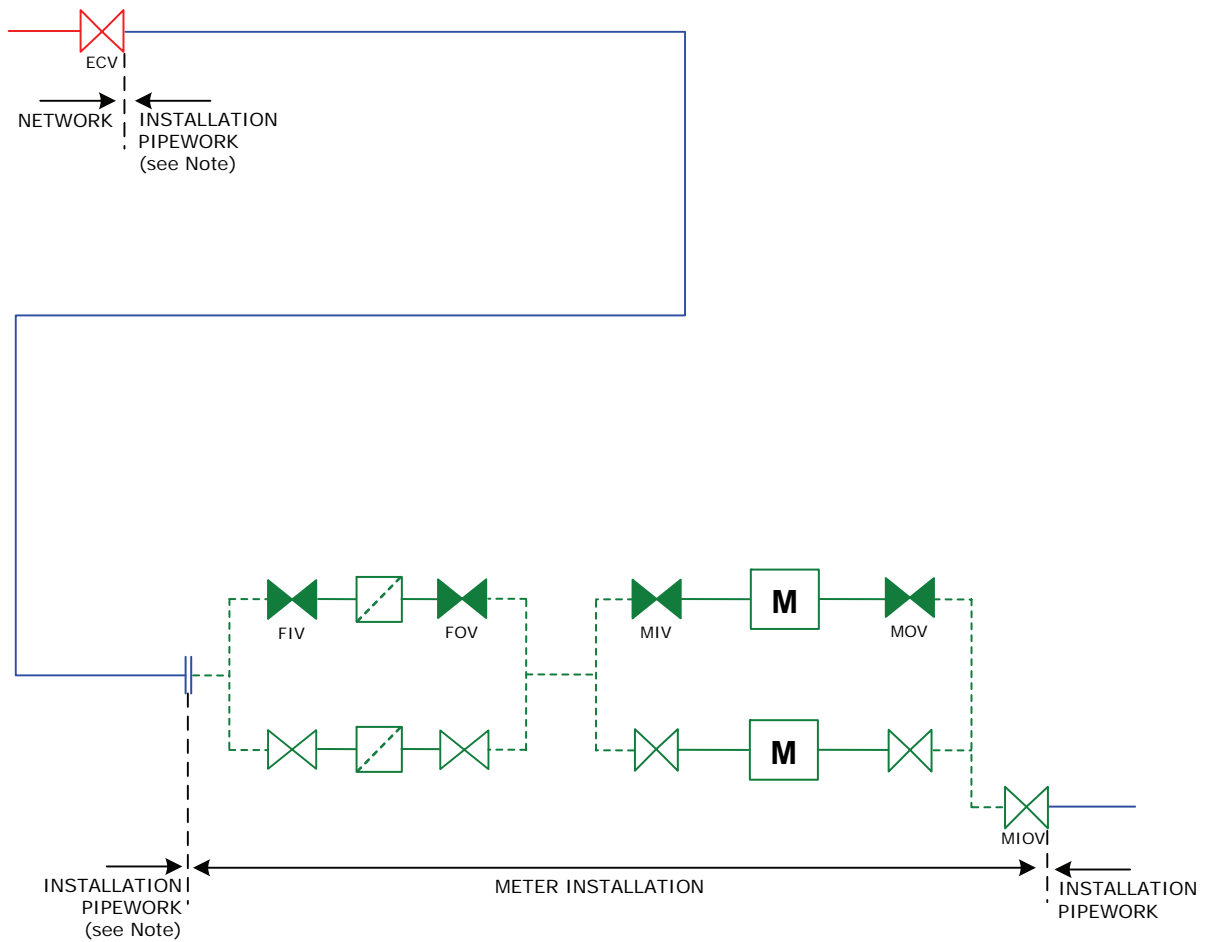 ECV
NETWORK
INSTALLATION
PIPEWORK
(see Note)
FIV
FOV
MIV
M
MOV
M
MIOV
INSTALLATION
PIPEWORK
(see Note)
METER INSTALLATION
INSTALLATION
PIPEWORK